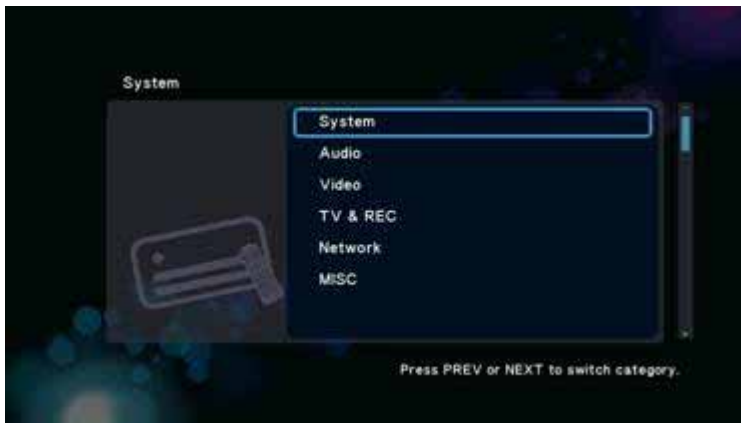 System
System
Audio
Video
TV & REC
Network
MISC
Press PREV or NEXT to switch category.